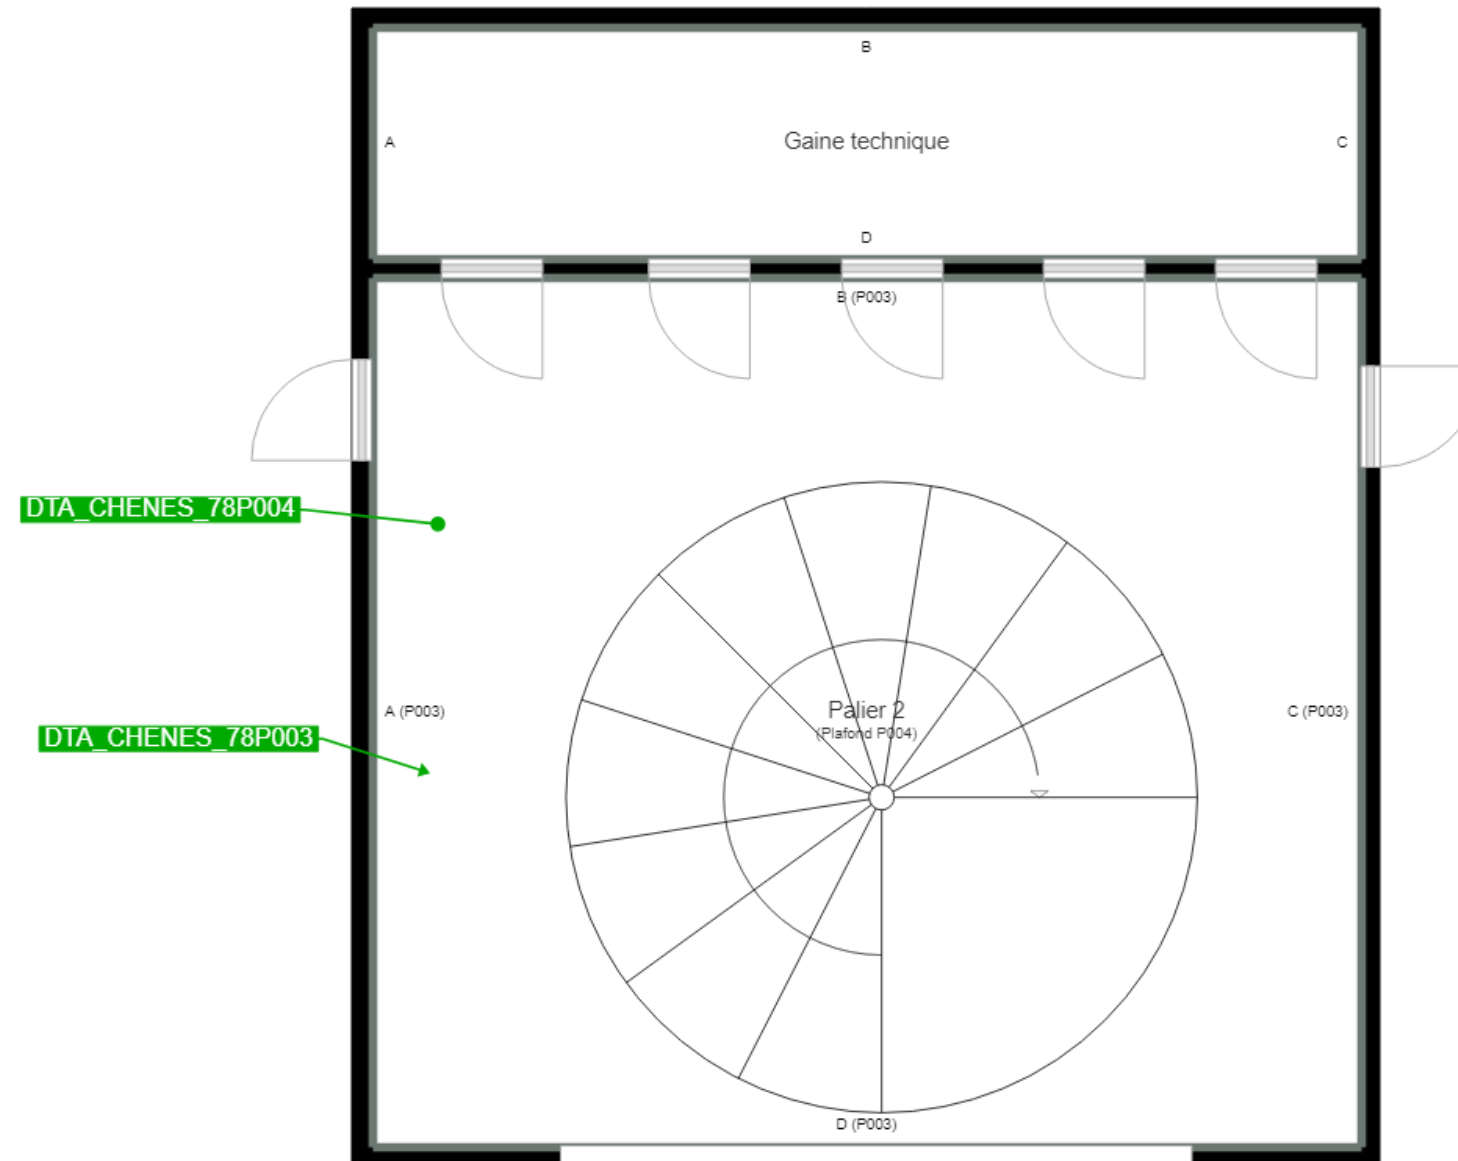 B
A
Gaine technique
C
D
B (P003)
DTA_CHENES_78P004
A (P003)
Palier 2
(Plafond P004)
C (P003)
DTA_CHENES_78P003
D (P003)